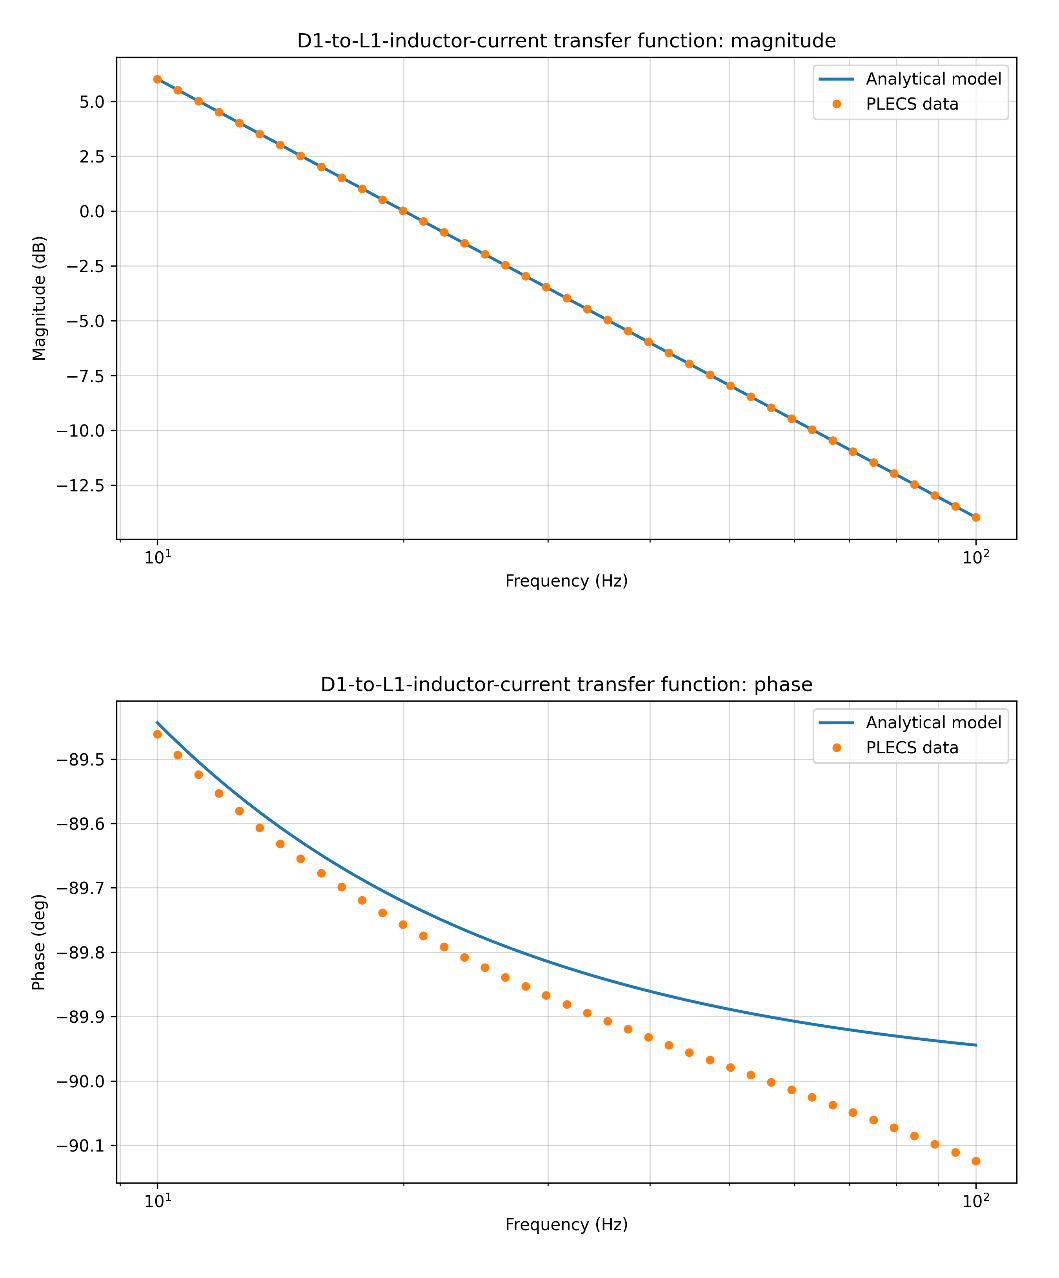 D1-to-L1-inductor-current transfer function: magnitude
Analytical model
PLECS data
5.0
2.5
0.0
−2.5
−5.0
−7.5
−10.0
−12.5
Magnitude (dB)
10¹
10²
Frequency (Hz)
D1-to-L1-inductor-current transfer function: phase
Analytical model
PLECS data
−89.5
−89.6
−89.7
−89.8
−89.9
−90.0
−90.1
Phase (deg)
10¹
10²
Frequency (Hz)